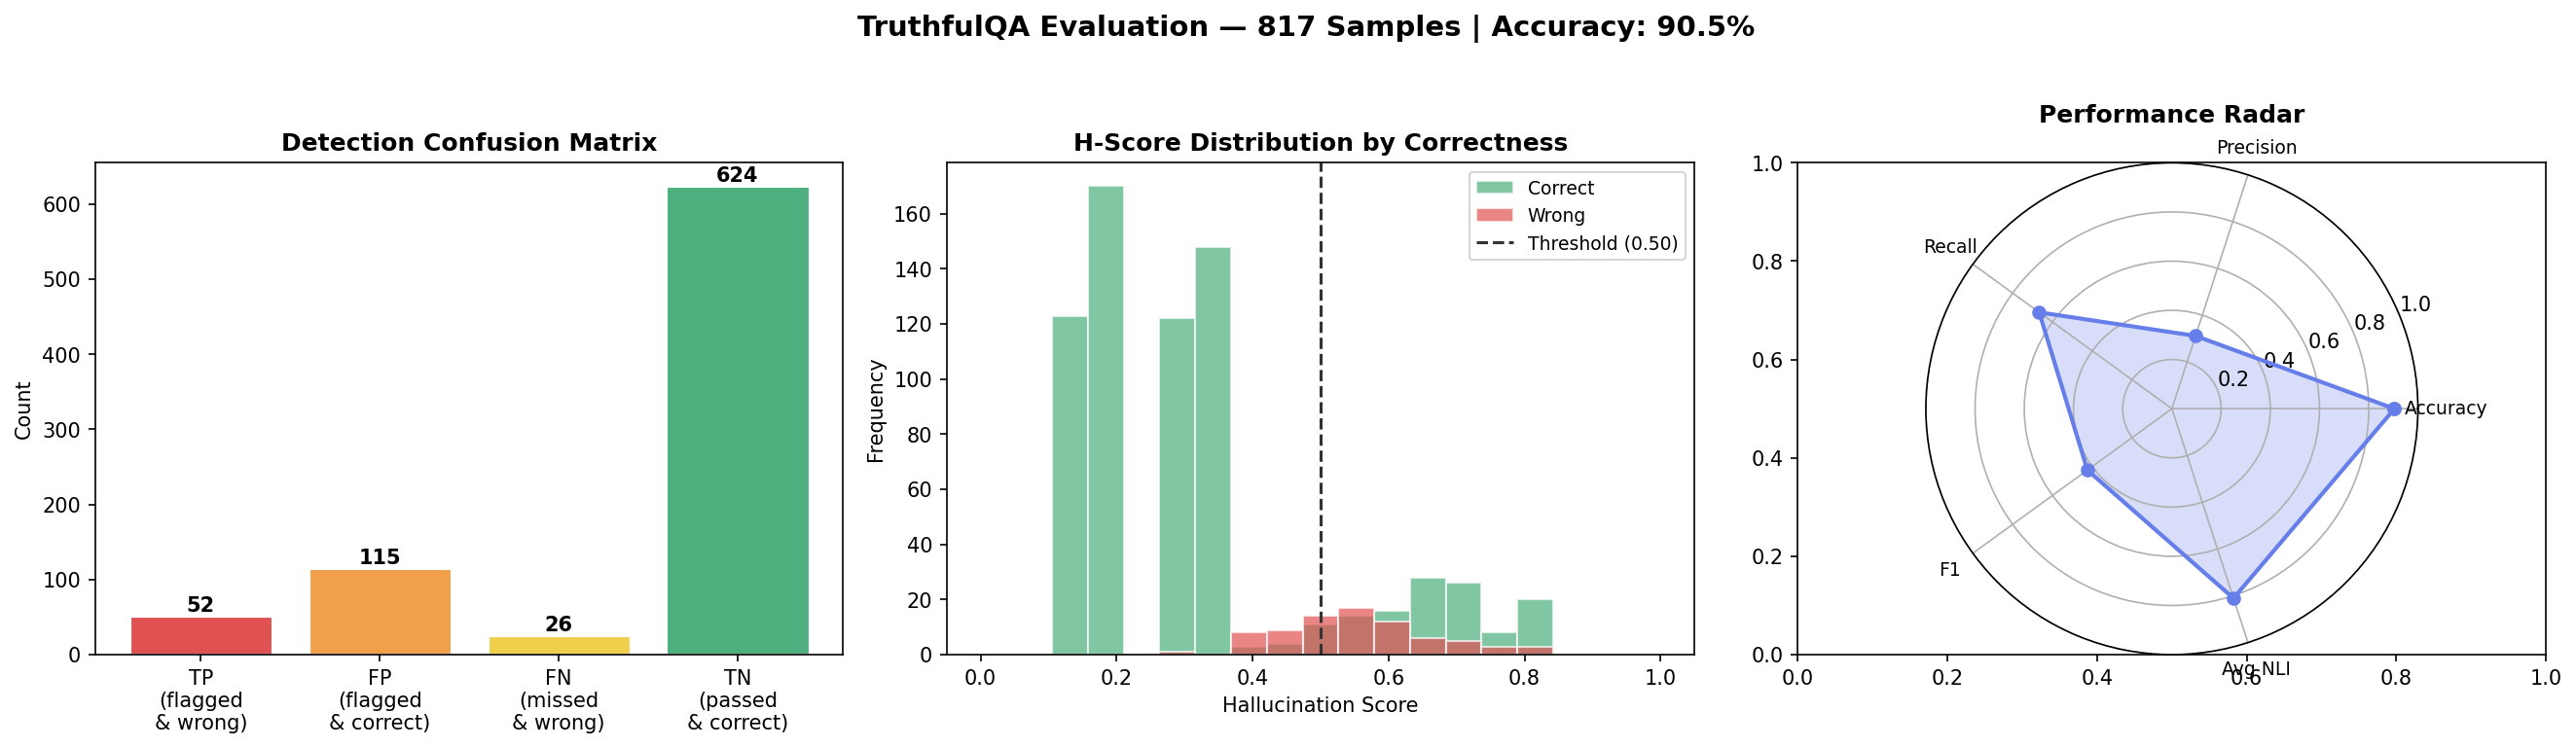 TruthfulQA Evaluation — 817 Samples | Accuracy: 90.5%
Detection Confusion Matrix
Count
600
500
400
300
200
100
0
52
115
26
624
TP
(flagged
& wrong)
FP
(flagged
& correct)
FN
(missed
& wrong)
TN
(passed
& correct)
H-Score Distribution by Correctness
Frequency
160
140
120
100
80
60
40
20
0
Correct
Wrong
Threshold (0.50)
0.0
0.2
0.4
0.6
0.8
1.0
Hallucination Score
Performance Radar
1.0
0.8
0.6
0.4
0.2
0.0
0.0
0.2
0.4
0.6
0.8
1.0
Precision
Recall
Accuracy
F1
Avg NLI
0.2
0.4
0.6
0.8
1.0